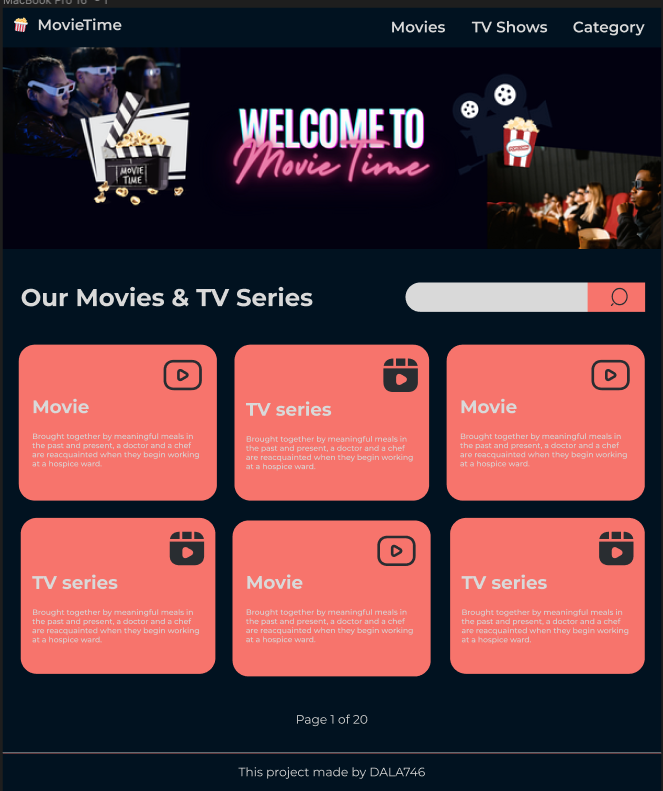 MacBook Pro 16" - 1
MovieTime
Movies
TV Shows
Category
MOVIE
TIME
WELCOME TO
Movie Time
POPCORN
Our Movies & TV Series
Movie
Brought together by meaningful meals in
the past and present, a doctor and a chef
are reacquainted when they begin working
at a hospice ward.
TV series
Brought together by meaningful meals in
the past and present, a doctor and a chef
are reacquainted when they begin working
at a hospice ward.
Movie
Brought together by meaningful meals in
the past and present, a doctor and a chef
are reacquainted when they begin working
at a hospice ward.
TV series
Brought together by meaningful meals in
the past and present, a doctor and a chef
are reacquainted when they begin working
at a hospice ward.
Movie
Brought together by meaningful meals in
the past and present, a doctor and a chef
are reacquainted when they begin working
at a hospice ward.
TV series
Brought together by meaningful meals in
the past and present, a doctor and a chef
are reacquainted when they begin working
at a hospice ward.
Page 1 of 20
This project made by DALA746